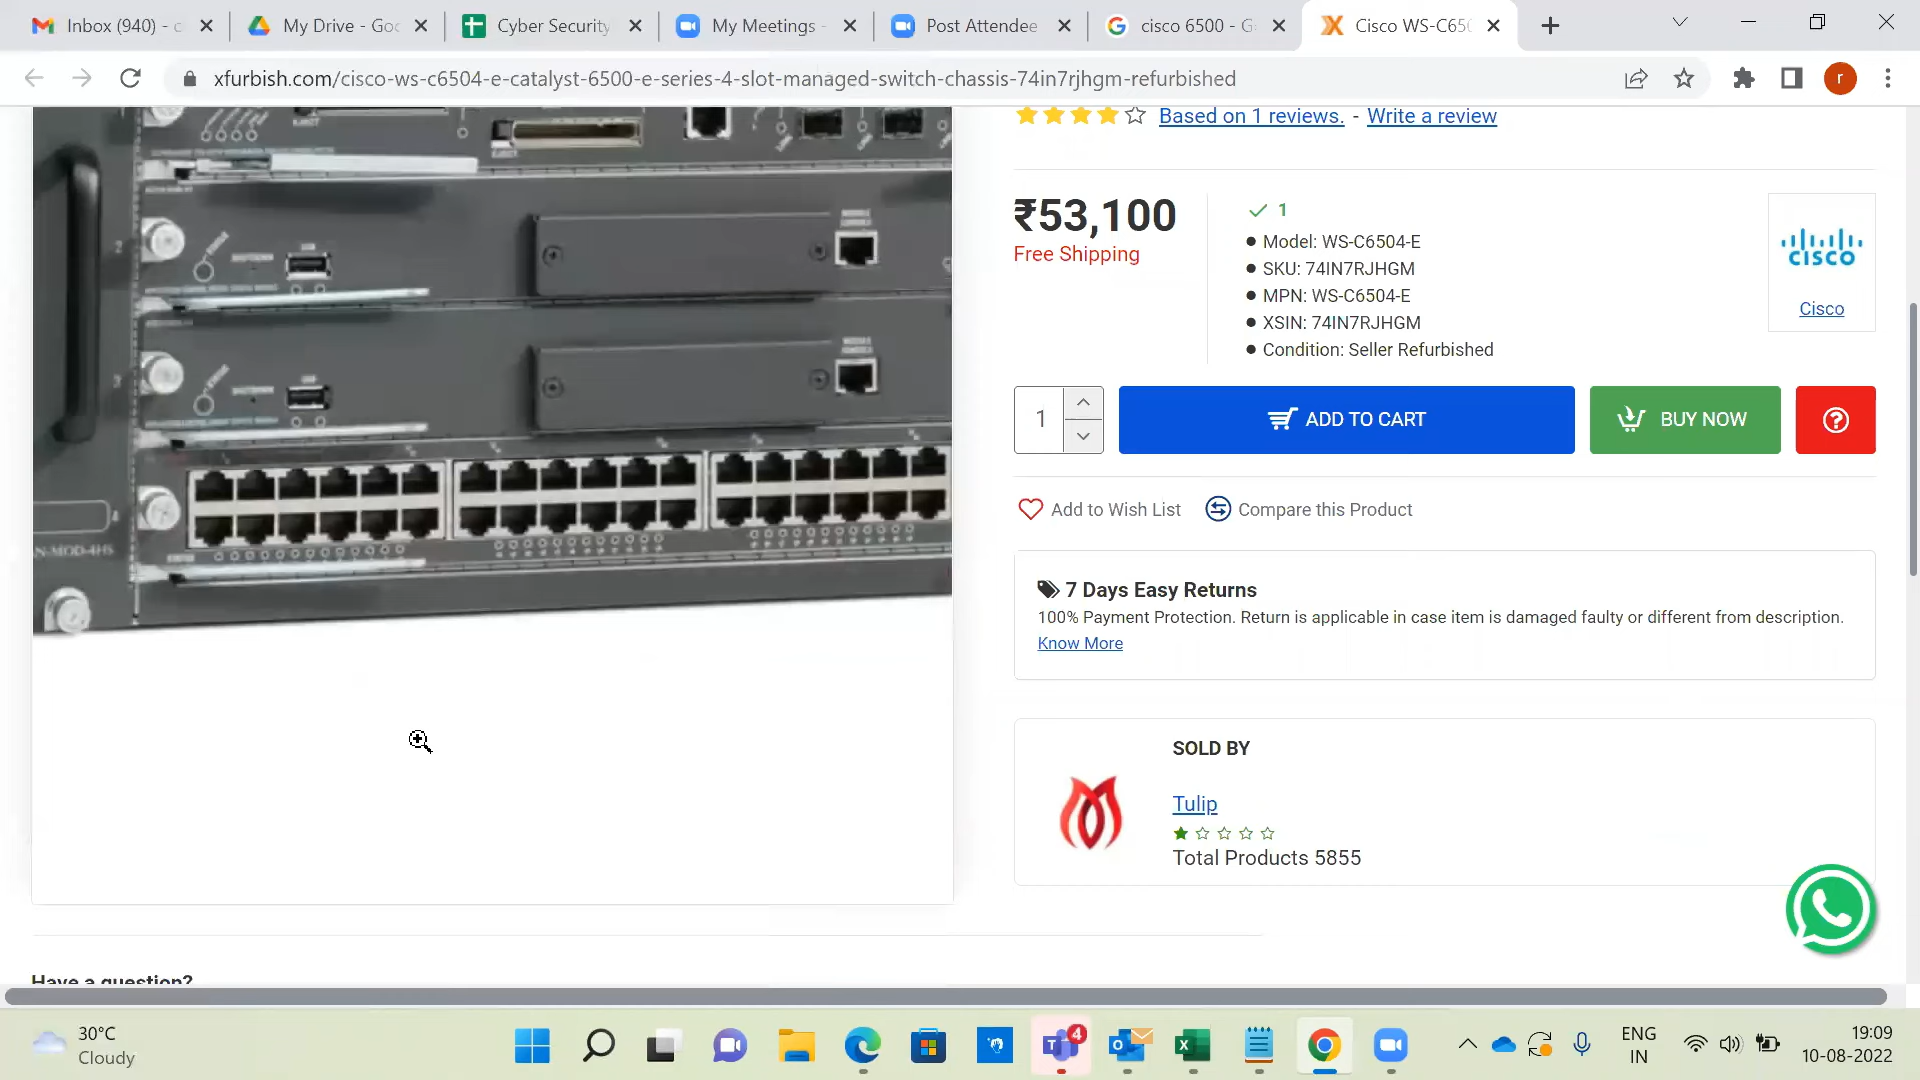 Inbox (940) - c
My Drive - Goo
Cyber Security
My Meetings -
Post Attendee
cisco 6500 - G
Cisco WS-C650
xfurbish.com/cisco-ws-c6504-e-catalyst-6500-e-series-4-slot-managed-switch-chassis-74in7rjhgm-refurbished
r
Based on 1 reviews. - Write a review
₹53,100
Free Shipping
1
Model: WS-C6504-E
SKU: 74IN7RJHGM
MPN: WS-C6504-E
XSIN: 74IN7RJHGM
Condition: Seller Refurbished
CISCO
Cisco
1
ADD TO CART
BUY NOW
Add to Wish List
Compare this Product
7 Days Easy Returns
100% Payment Protection. Return is applicable in case item is damaged faulty or different from description.
Know More
SOLD BY
Tulip
Total Products 5855
Have a question?
30°C
Cloudy
4
ENG
IN
19:09
10-08-2022